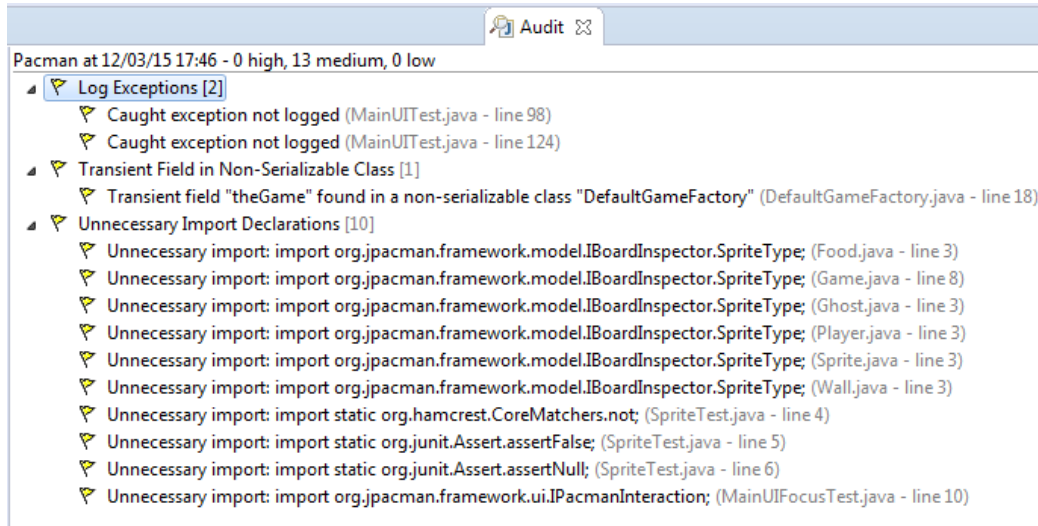 Audit
Pacman at 12/03/15 17:46 - 0 high, 13 medium, 0 low
Log Exceptions [2]
Caught exception not logged (MainUITest.java - line 98)
Caught exception not logged (MainUITest.java - line 124)
Transient Field in Non-Serializable Class [1]
Transient field "theGame" found in a non-serializable class "DefaultGameFactory" (DefaultGameFactory.java - line 18)
Unnecessary Import Declarations [10]
Unnecessary import: import org.jpacman.framework.model.IBoardInspector.SpriteType; (Food.java - line 3)
Unnecessary import: import org.jpacman.framework.model.IBoardInspector.SpriteType; (Game.java - line 8)
Unnecessary import: import org.jpacman.framework.model.IBoardInspector.SpriteType; (Ghost.java - line 3)
Unnecessary import: import org.jpacman.framework.model.IBoardInspector.SpriteType; (Player.java - line 3)
Unnecessary import: import org.jpacman.framework.model.IBoardInspector.SpriteType; (Sprite.java - line 3)
Unnecessary import: import org.jpacman.framework.model.IBoardInspector.SpriteType; (Wall.java - line 3)
Unnecessary import: import static org.hamcrest.CoreMatchers.not; (SpriteTest.java - line 4)
Unnecessary import: import static org.junit.Assert.assertFalse; (SpriteTest.java - line 5)
Unnecessary import: import static org.junit.Assert.assertNull; (SpriteTest.java - line 6)
Unnecessary import: import org.jpacman.framework.ui.IPacmanInteraction; (MainUIFocusTest.java - line 10)